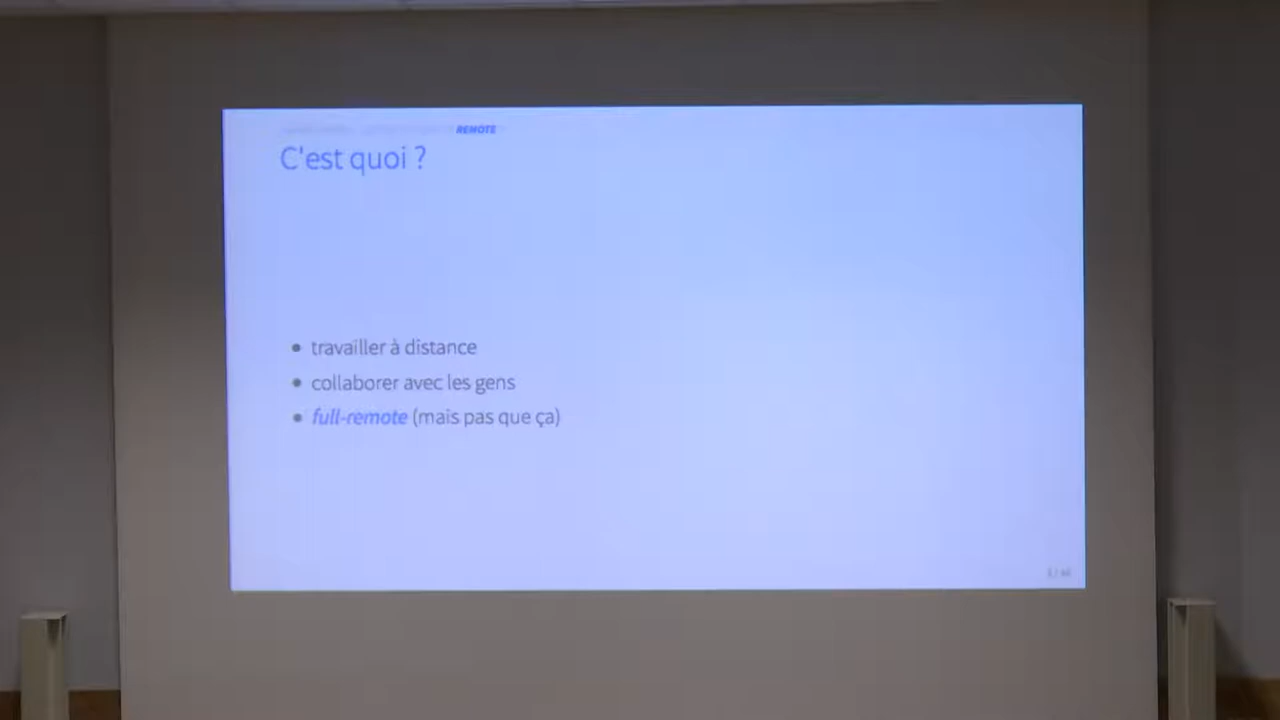 REMOTE
C'est quoi ?
• travailler à distance
• collaborer avec les gens
• full-remote (mais pas que ça)